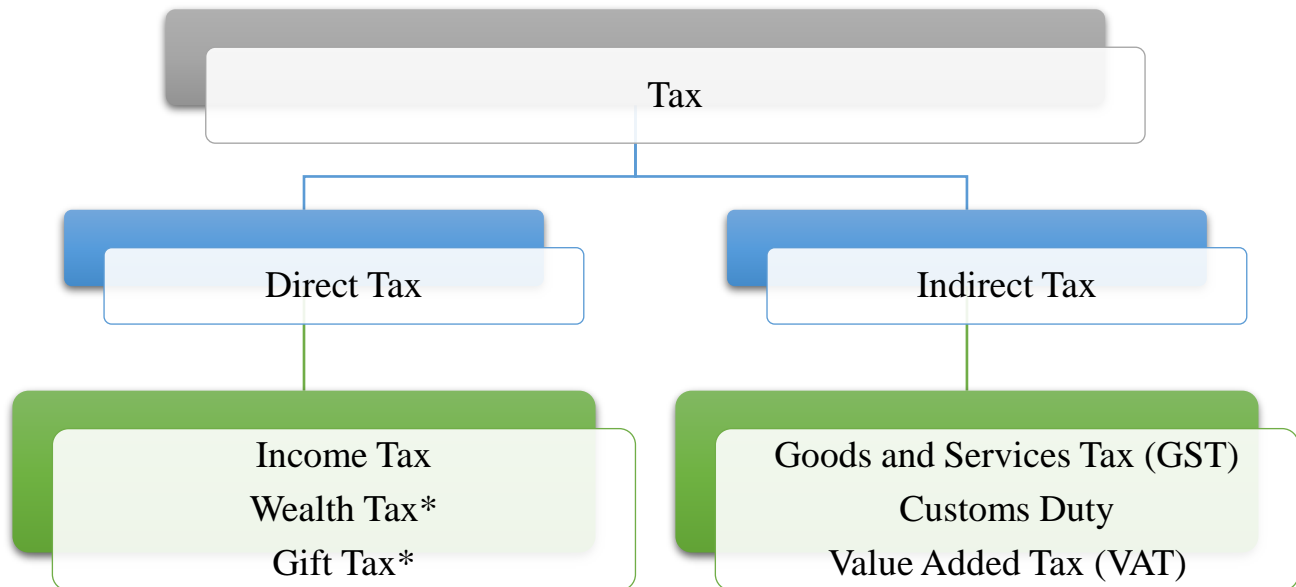 Tax
Direct Tax
Indirect Tax
Income Tax
Wealth Tax*
Gift Tax*
Goods and Services Tax (GST)
Customs Duty
Value Added Tax (VAT)